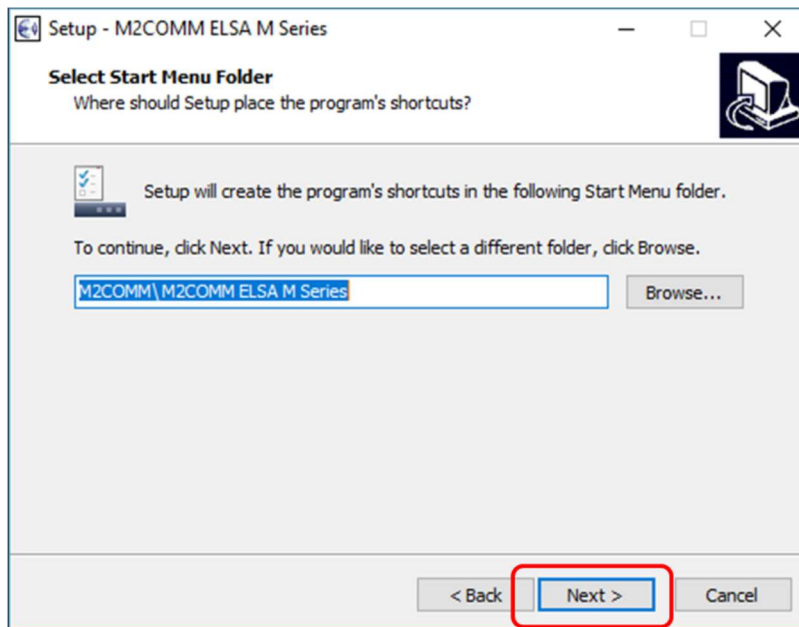 Setup - M2COMM ELSA M Series
Select Start Menu Folder
Where should Setup place the program's shortcuts?
Setup will create the program's shortcuts in the following Start Menu folder.
To continue, click Next. If you would like to select a different folder, click Browse.
M2COMM\M2COMM ELSA M Series
Browse...
< Back
Next >
Cancel